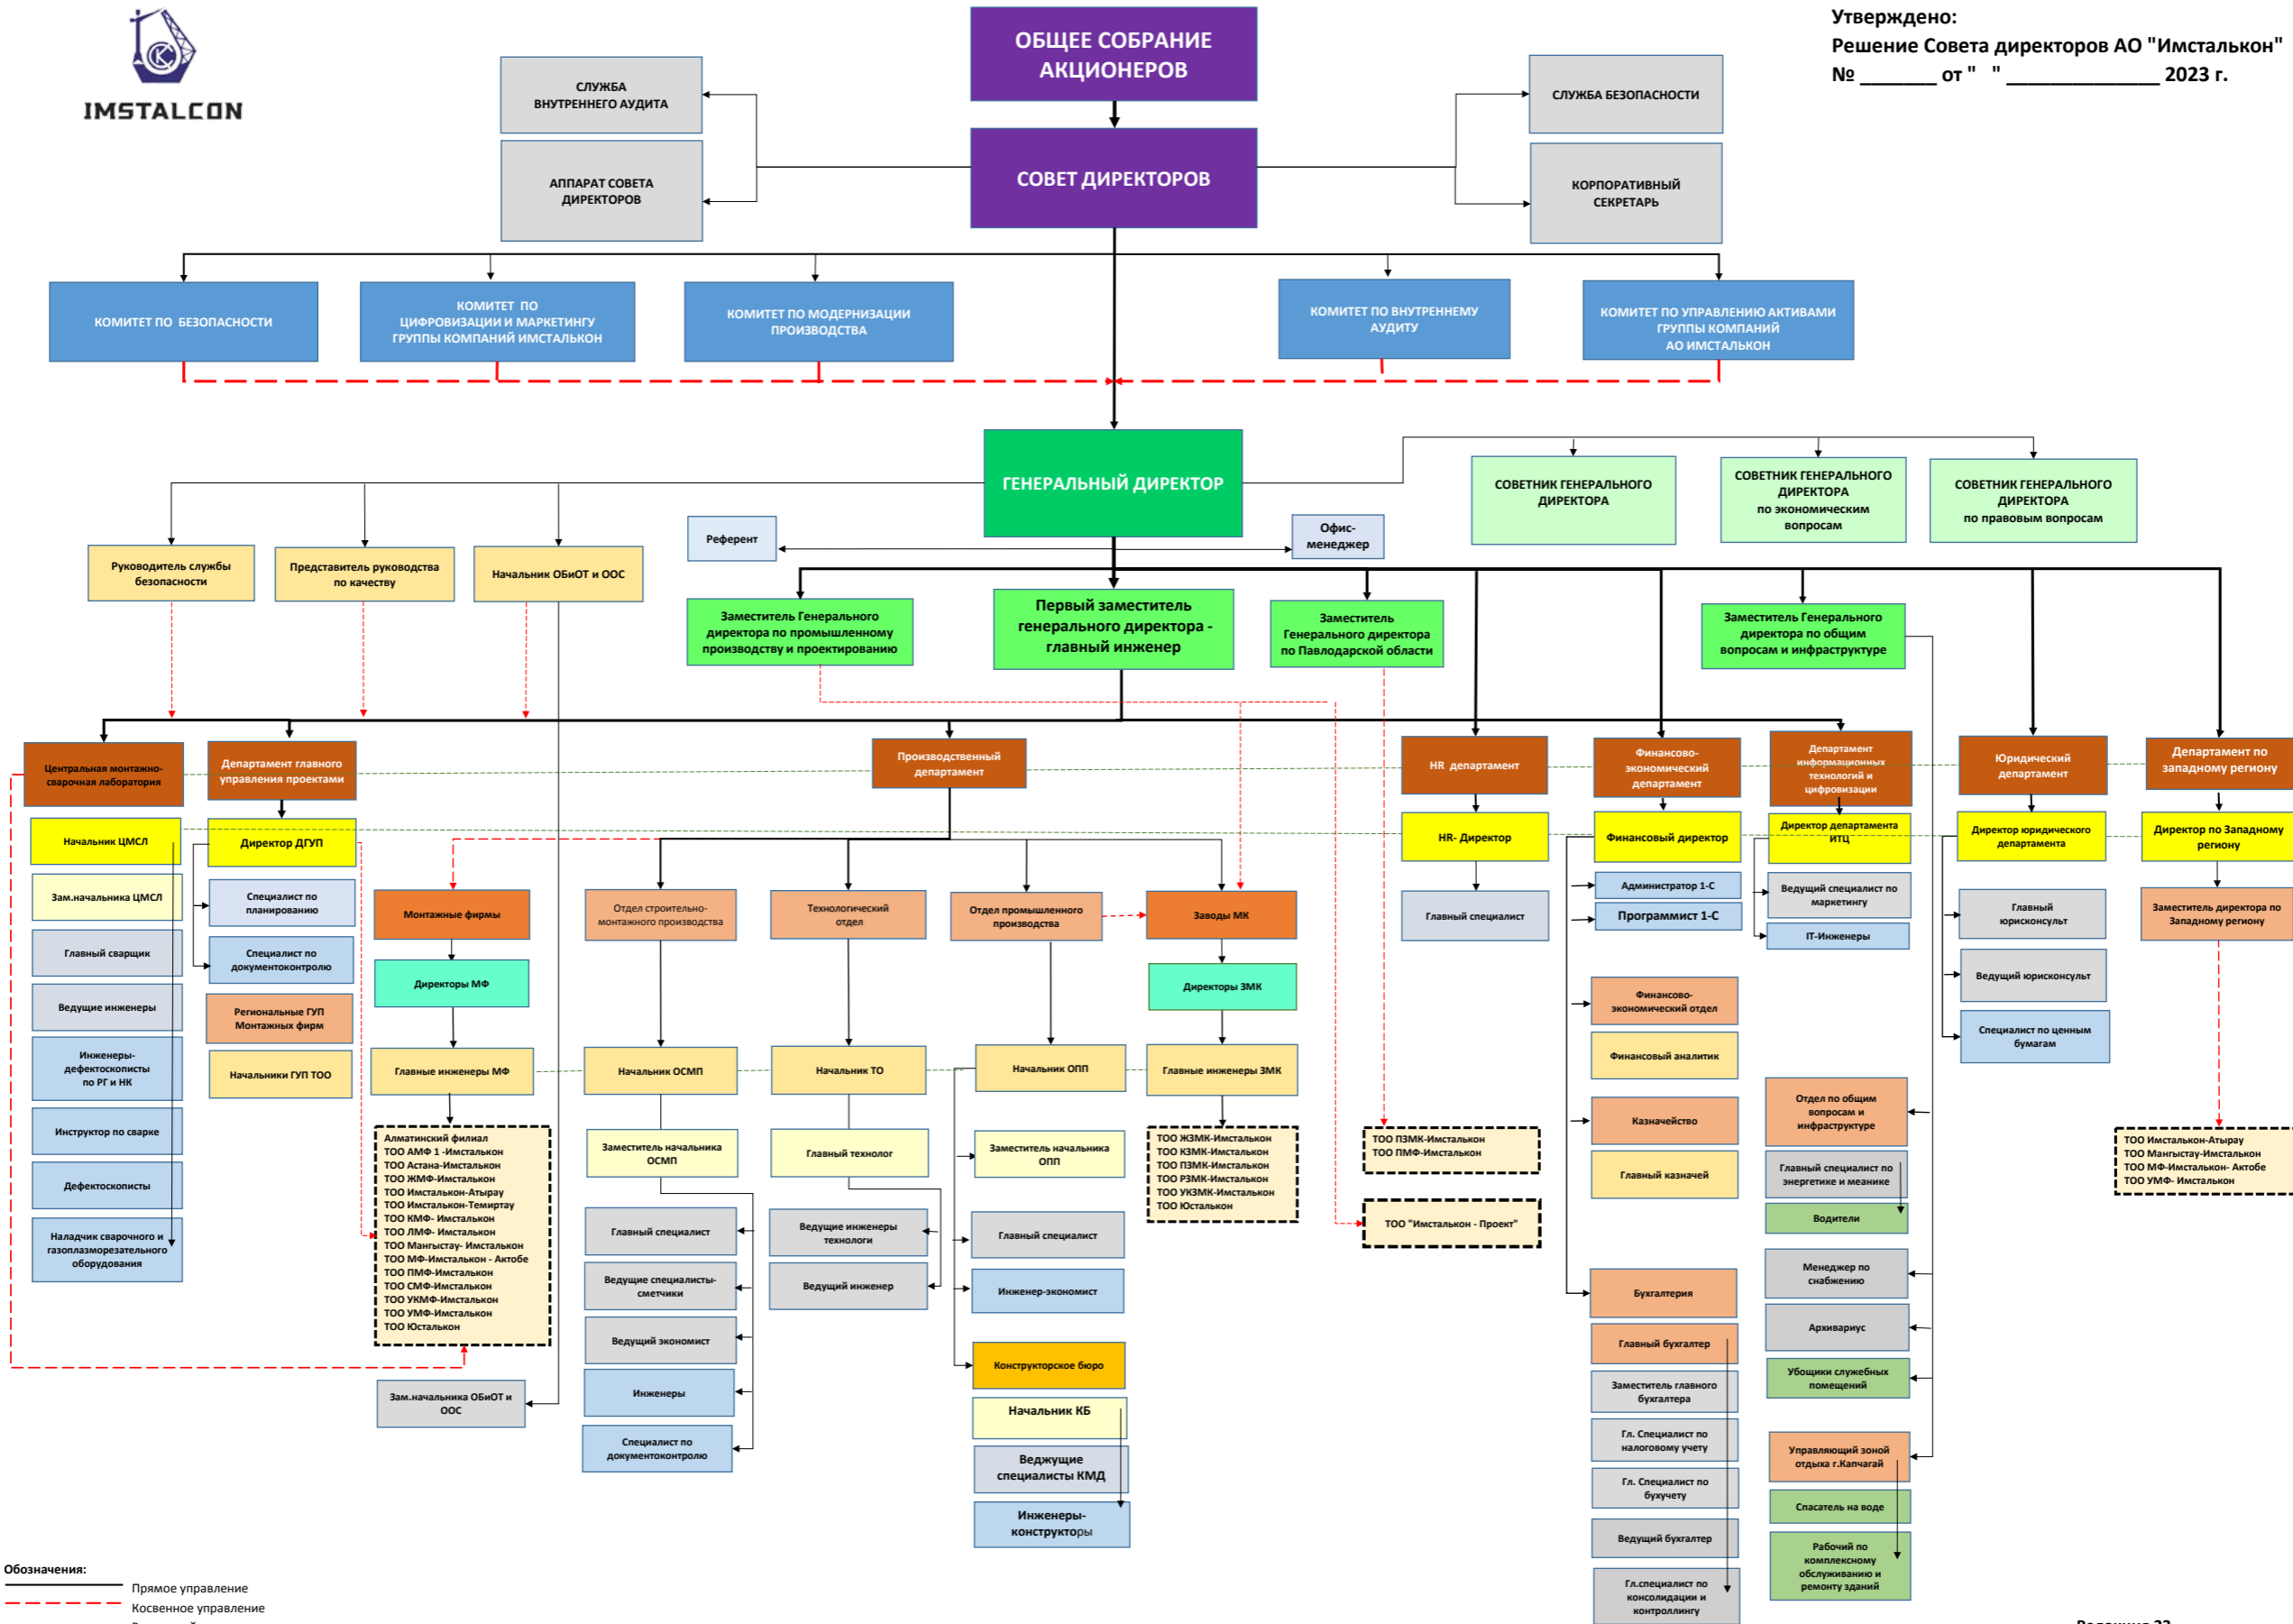 IMSTALCON
Утверждено:
Решение Совета директоров АО "Имсталькон"
№ _______ от " " ______________ 2023 г.
ОБЩЕЕ СОБРАНИЕ
АКЦИОНЕРОВ
СЛУЖБА
ВНУТРЕННЕГО АУДИТА
СЛУЖБА БЕЗОПАСНОСТИ
АППАРАТ СОВЕТА
ДИРЕКТОРОВ
СОВЕТ ДИРЕКТОРОВ
КОРПОРАТИВНЫЙ
СЕКРЕТАРЬ
КОМИТЕТ ПО БЕЗОПАСНОСТИ
КОМИТЕТ ПО
ЦИФРОВИЗАЦИИ И МАРКЕТИНГУ
ГРУППЫ КОМПАНИЙ ИМСТАЛЬКОН
КОМИТЕТ ПО МОДЕРНИЗАЦИИ
ПРОИЗВОДСТВА
КОМИТЕТ ПО ВНУТРЕННЕМУ
АУДИТУ
КОМИТЕТ ПО УПРАВЛЕНИЮ АКТИВАМИ
ГРУППЫ КОМПАНИЙ
АО ИМСТАЛЬКОН
ГЕНЕРАЛЬНЫЙ ДИРЕКТОР
СОВЕТНИК ГЕНЕРАЛЬНОГО
ДИРЕКТОРА
СОВЕТНИК ГЕНЕРАЛЬНОГО
ДИРЕКТОРА
по экономическим
вопросам
СОВЕТНИК ГЕНЕРАЛЬНОГО
ДИРЕКТОРА
по правовым вопросам
Референт
Офис-
менеджер
Руководитель службы
безопасности
Представитель руководства
по качеству
Начальник ОБиОТ и ООС
Заместитель Генерального
директора по промышленному
производству и проектированию
Первый заместитель
генерального директора -
главный инженер
Заместитель
Генерального директора
по Павлодарской области
Заместитель Генерального
директора по общим
вопросам и инфраструктуре
Центральная монтажно-
сварочная лаборатория
Департамент главного
управления проектами
Производственный
департамент
HR департамент
Финансово-
экономический
департамент
Департамент
информационных
технологий и
цифровизации
Юридический
департамент
Департамент по
западному региону
Начальник ЦМСЛ
Директор ДГУП
HR- Директор
Финансовый директор
Директор департамента
ИТЦ
Директор юридического
департамента
Директор по Западному
региону
Зам.начальника ЦМСЛ
Главный сварщик
Ведущие инженеры
Инженеры-
дефектоскописты
по РГ и НК
Инструктор по сварке
Дефектоскописты
Наладчик сварочного и
газоплазморезательного
оборудования
Специалист по
планированию
Специалист по
документоконтролю
Региональные ГУП
Монтажных фирм
Начальники ГУП ТОО
Монтажные фирмы
Директоры МФ
Главные инженеры МФ
Алматинский филиал
ТОО АМФ 1 -Имсталькон
ТОО Астана-Имсталькон
ТОО ЖМФ-Имсталькон
ТОО Имсталькон-Атырау
ТОО Имсталькон-Темиртау
ТОО КМФ- Имсталькон
ТОО ЛМФ- Имсталькон
ТОО Мангыстау- Имсталькон
ТОО МФ-Имсталькон - Актобе
ТОО ПМФ-Имсталькон
ТОО СМФ-Имсталькон
ТОО УКМФ-Имсталькон
ТОО УМФ-Имсталькон
ТОО Юсталькон
Зам.начальника ОБиОТ и
ООС
Отдел строительно-
монтажного производства
Начальник ОСМП
Заместитель начальника
ОСМП
Главный специалист
Ведущие специалисты-
сметчики
Ведущий экономист
Инженеры
Специалист по
документоконтролю
Технологический
отдел
Начальник ТО
Главный технолог
Ведущие инженеры
технологи
Ведущий инженер
Отдел промышленного
производства
Начальник ОПП
Заместитель начальника
ОПП
Главный специалист
Инженер-экономист
Конструкторское бюро
Начальник КБ
Веджущие
специалисты КМД
Инженеры-
конструкторы
Заводы МК
Директоры ЗМК
Главные инженеры ЗМК
ТОО ЖЗМК-Имсталькон
ТОО КЗМК-Имсталькон
ТОО ПЗМК-Имсталькон
ТОО РЗМК-Имсталькон
ТОО УКЗМК-Имсталькон
ТОО Юсталькон
ТОО ПЗМК-Имсталькон
ТОО ПМФ-Имсталькон
ТОО "Имсталькон - Проект"
Главный специалист
Администратор 1-С
Программист 1-С
Финансово-
экономический отдел
Финансовый аналитик
Казначейство
Главный казначей
Бухгалтерия
Главный бухгалтер
Заместитель главного
бухгалтера
Гл. Специалист по
налоговому учету
Гл. Специалист по
бухучету
Ведущий бухгалтер
Гл.специалист по
консолидации и
контроллингу
Ведущий специалист по
маркетингу
IT-Инженеры
Отдел по общим
вопросам и
инфраструктуре
Главный специалист по
энергетике и меанике
Водители
Менеджер по
снабжению
Архивариус
Убощики служебных
помещений
Управляющий зоной
отдыха г.Капчагай
Спасатель на воде
Рабочий по
комплексному
обслуживанию и
ремонту зданий
Главный
юрисконсульт
Ведущий юрисконсульт
Специалист по ценным
бумагам
Заместитель директора по
Западному региону
ТОО Имсталькон-Атырау
ТОО Мангыстау-Имсталькон
ТОО МФ-Имсталькон- Актобе
ТОО УМФ- Имсталькон
Обозначения:
Прямое управление
Косвенное управление